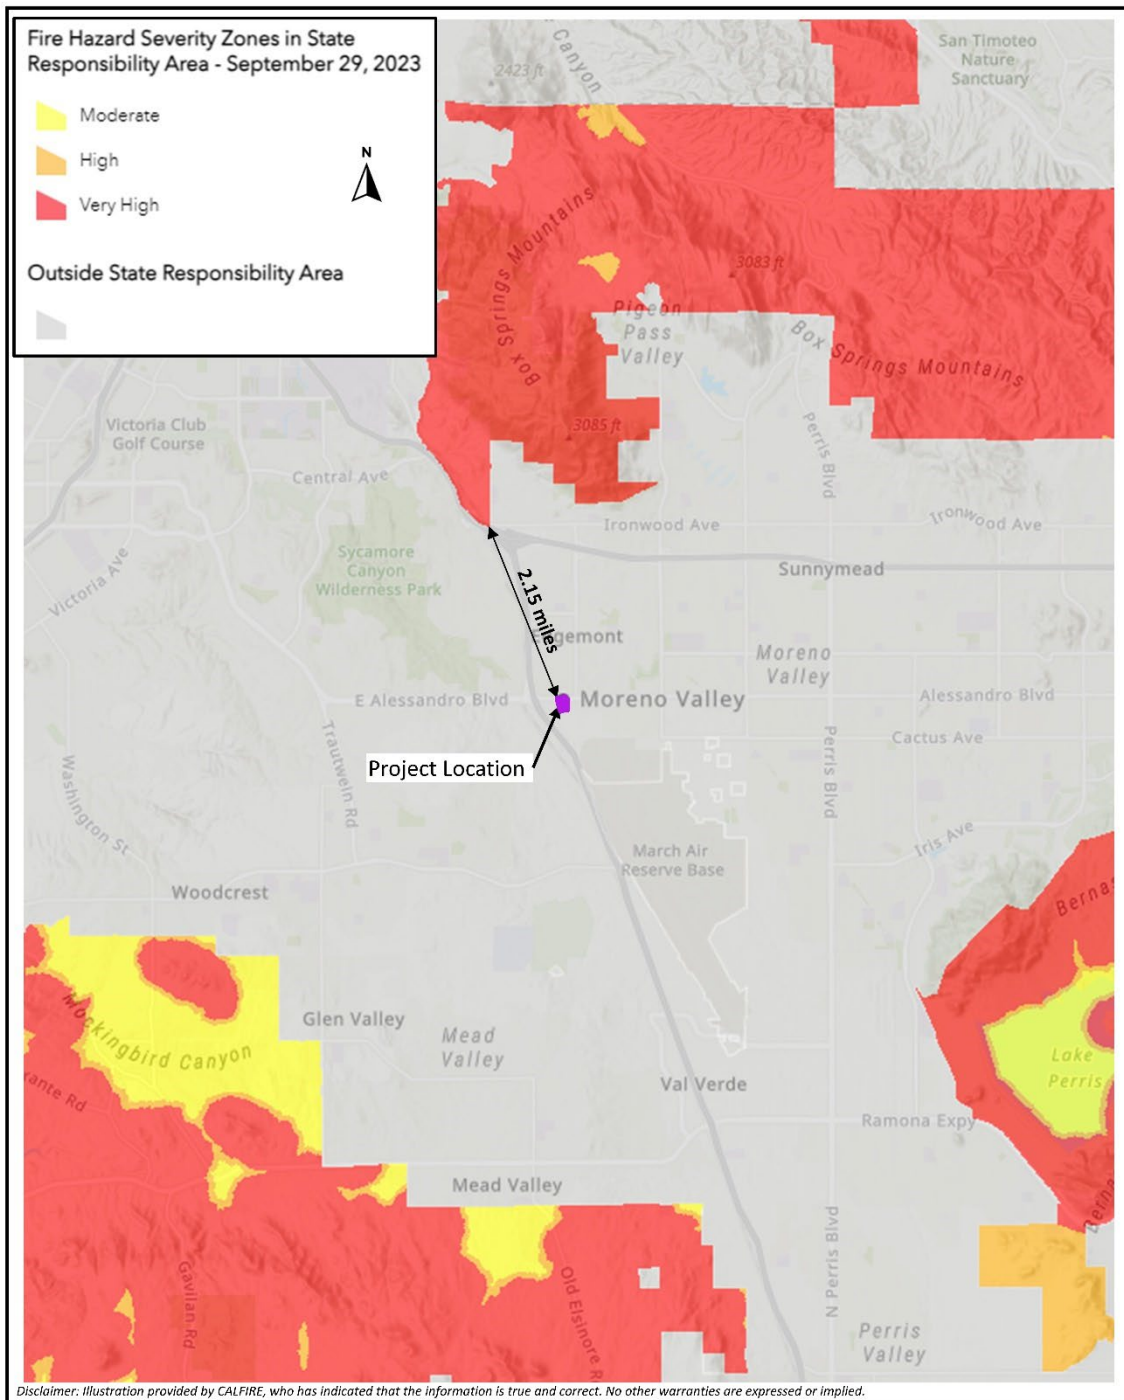 Fire Hazard Severity Zones in State
Responsibility Area - September 29, 2023
Moderate
High
Very High
N
Outside State Responsibility Area
Canyon
2423 ft
San Timoteo
Nature
Sanctuary
Box Springs Mountains
3083 ft
Pigeon
Pass
Valley
Box Springs Mountains
3085 ft
Victoria Club
Golf Course
Central Ave
Perris Blvd
Ironwood Ave
Ironwood Ave
Victoria Ave
Sycamore
Canyon
Wilderness Park
Sunnymead
2.15 miles
Edgemont
Moreno
Valley
E Alessandro Blvd
Moreno Valley
Alessandro Blvd
Cactus Ave
Project Location
Trautwein Rd
Perris Blvd
Washington St
Iris Ave
March Air
Reserve Base
Woodcrest
Bernas
Mockingbird Canyon
Glen Valley
Mead
Valley
Lake
Perris
rante Rd
Val Verde
Ramona Expy
Mead Valley
Berna
Gavilan Rd
Old Elsinore R
N Perris Blvd
Perris
Valley
Disclaimer: Illustration provided by CALFIRE, who has indicated that the information is true and correct. No other warranties are expressed or implied.